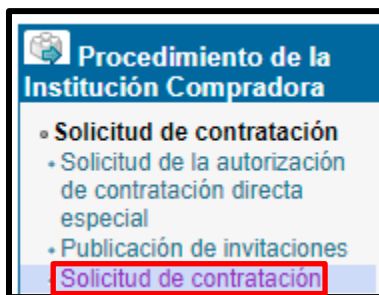 Procedimiento de la
Institución Compradora
Solicitud de contratación
Solicitud de la autorización
de contratación directa
especial
Publicación de invitaciones
Solicitud de contratación